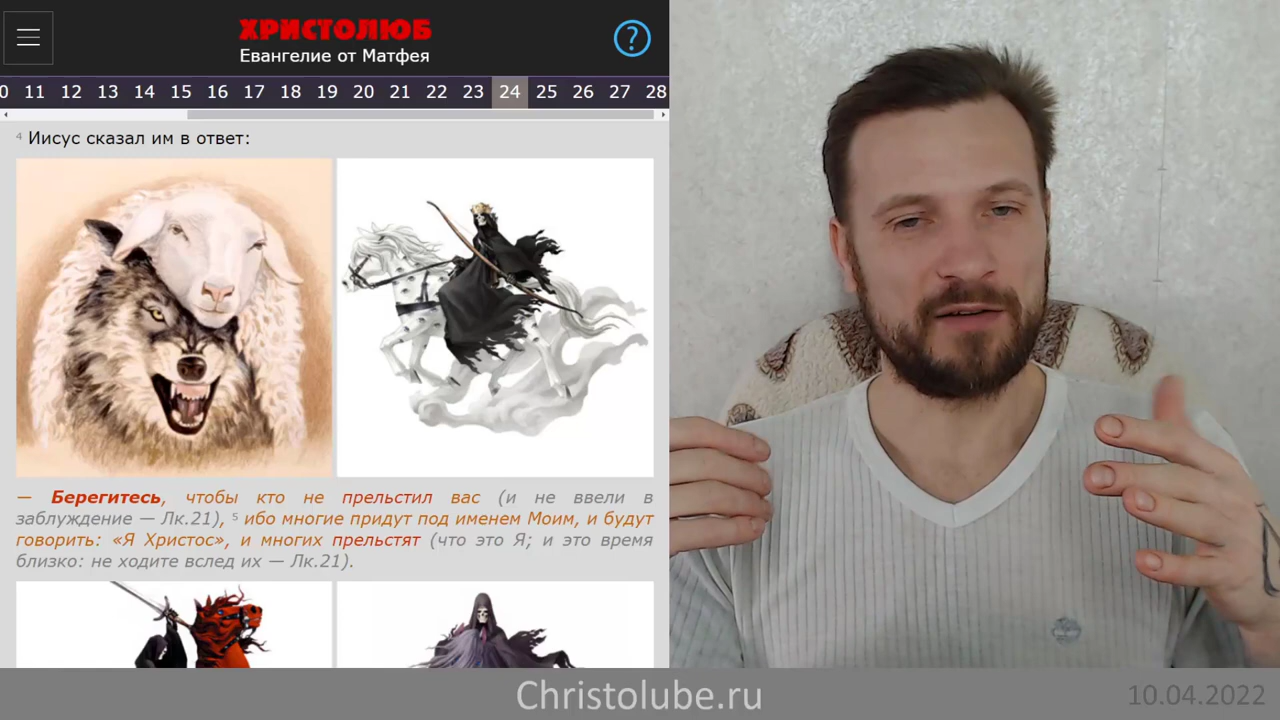 ХРИСТОЛЮБ
Евангелие от Матфея
?
0 11 12 13 14 15 16 17 18 19 20 21 22 23 24 25 26 27 28
4 Иисус сказал им в ответ:
— Берегитесь, чтобы кто не прельстил вас (и не ввели в
заблуждение — Лк.21), 5 ибо многие придут под именем Моим, и будут
говорить: «Я Христос», и многих прельстят (что это Я; и это время
близко: не ходите вслед их — Лк.21).
Christolube.ru
10.04.2022